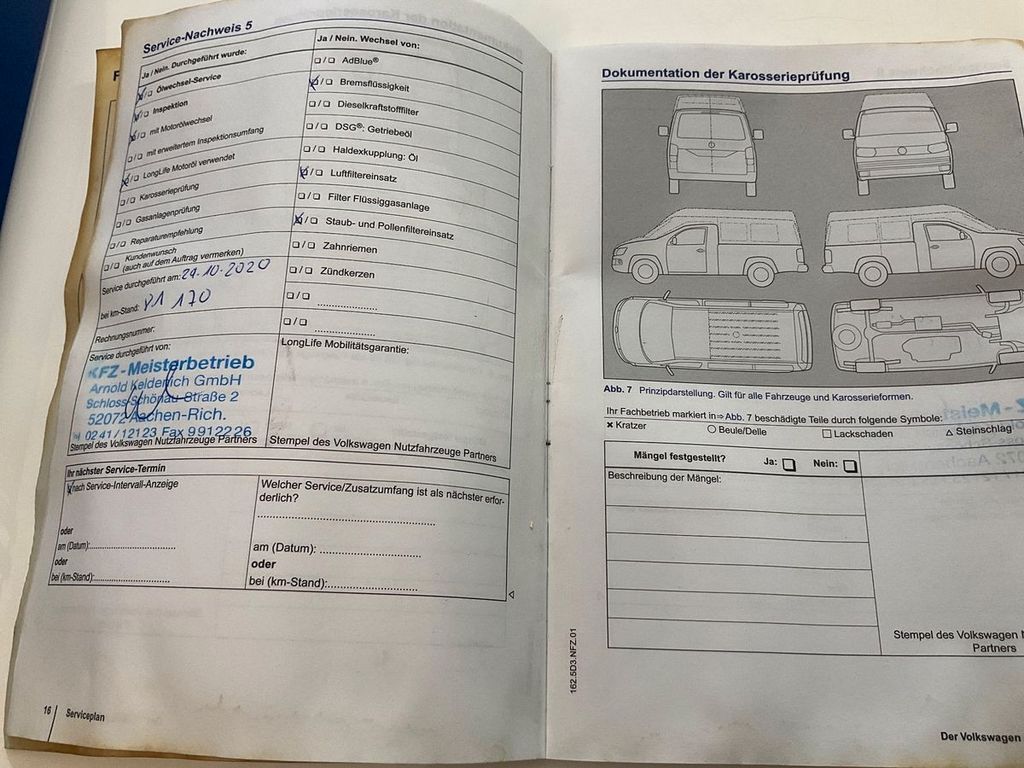 Service-Nachweis 5
Ja / Nein. Durchgeführt wurde:
Ölwechsel-Service
Inspektion
mit Motorölwechsel
mit erweitertem Inspektionsumfang
LongLife Motoröl verwendet
Karosserieprüfung
Gasanlagenprüfung
Reparaturempfehlung
Kundenwunsch
(auch auf dem Auftrag vermerken)
Service durchgeführt am: 29.10.2020
bei km-Stand: 81 170
Rechnungsnummer:
Service durchgeführt von:
KFZ-Meisterbetrieb
Arnold Kelderich GmbH
Schloss-Schönau-Straße 2
52072 Aachen-Rich.
0241/12123 Fax 9912226
Stempel des Volkswagen Nutzfahrzeuge Partners
Ja / Nein. Wechsel von:
AdBlue®
Bremsflüssigkeit
Dieselkraftstofffilter
DSG®: Getriebeöl
Haldexkupplung: Öl
Luftfiltereinsatz
Filter Flüssiggasanlage
Staub- und Pollenfiltereinsatz
Zahnriemen
Zündkerzen
LongLife Mobilitätsgarantie:
Stempel des Volkswagen Nutzfahrzeuge Partners
Ihr nächster Service-Termin
nach Service-Intervall-Anzeige
oder
am (Datum):
oder
bei (km-Stand):
Welcher Service/Zusatzumfang ist als nächster erfor-
derlich?
am (Datum):
oder
bei (km-Stand):
16 Serviceplan
Dokumentation der Karosserieprüfung
Abb. 7 Prinzipdarstellung. Gilt für alle Fahrzeuge und Karosserieformen.
Ihr Fachbetrieb markiert in ⇒ Abb. 7 beschädigte Teile durch folgende Symbole:
× Kratzer
○ Beule/Delle
□ Lackschaden
△ Steinschlag
Mängel festgestellt? Ja: Nein:
Beschreibung der Mängel:
Stempel des Volkswagen
Partners
162.5D3.NFZ.01
Der Volkswagen